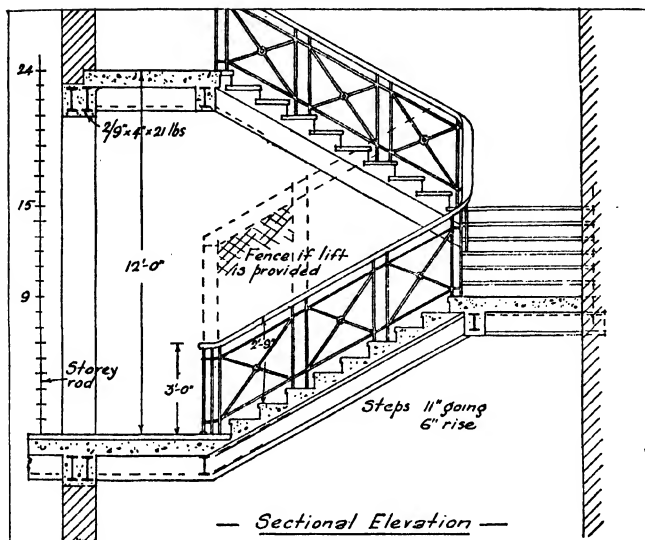 24
2/9"x4"x21 lbs
15
12'-0"
Fence if lift
is provided
9
2'-9"
Storey
rod
3'-0"
Steps 11" going
6" rise
— Sectional Elevation —